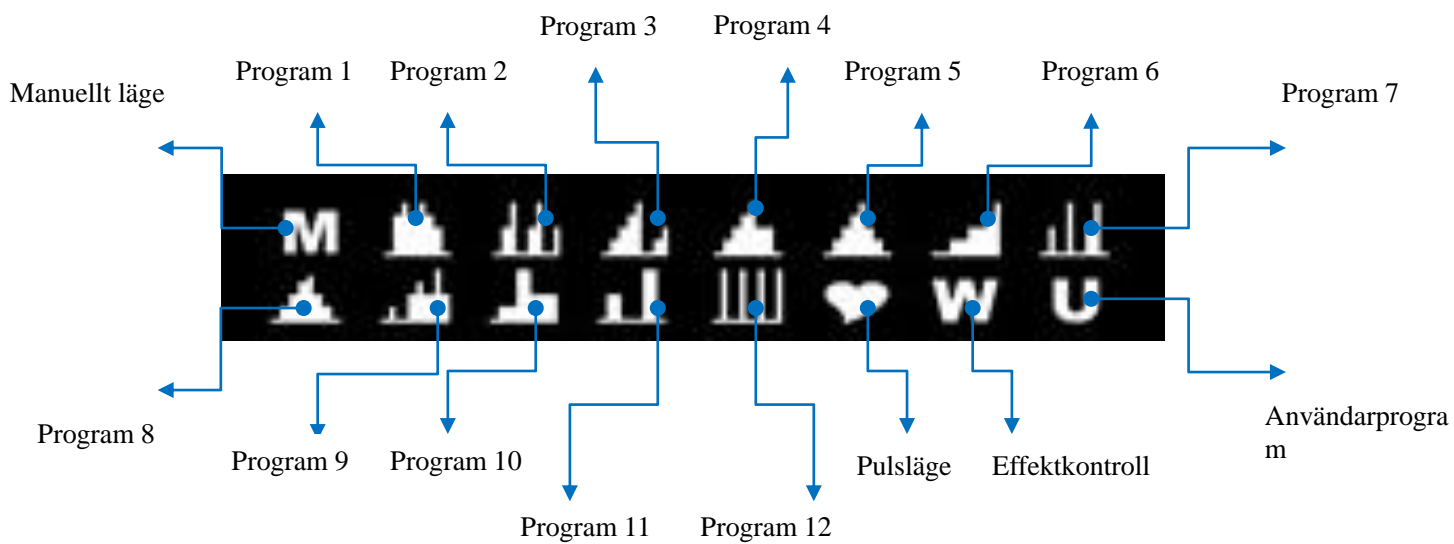 Program 3
Program 4
Program 1
Program 2
Program 5
Program 6
Manuellt läge
Program 7
M
W
U
Program 8
Program 9
Program 10
Pulsläge
Effektkontroll
Användarprogra
m
Program 11
Program 12